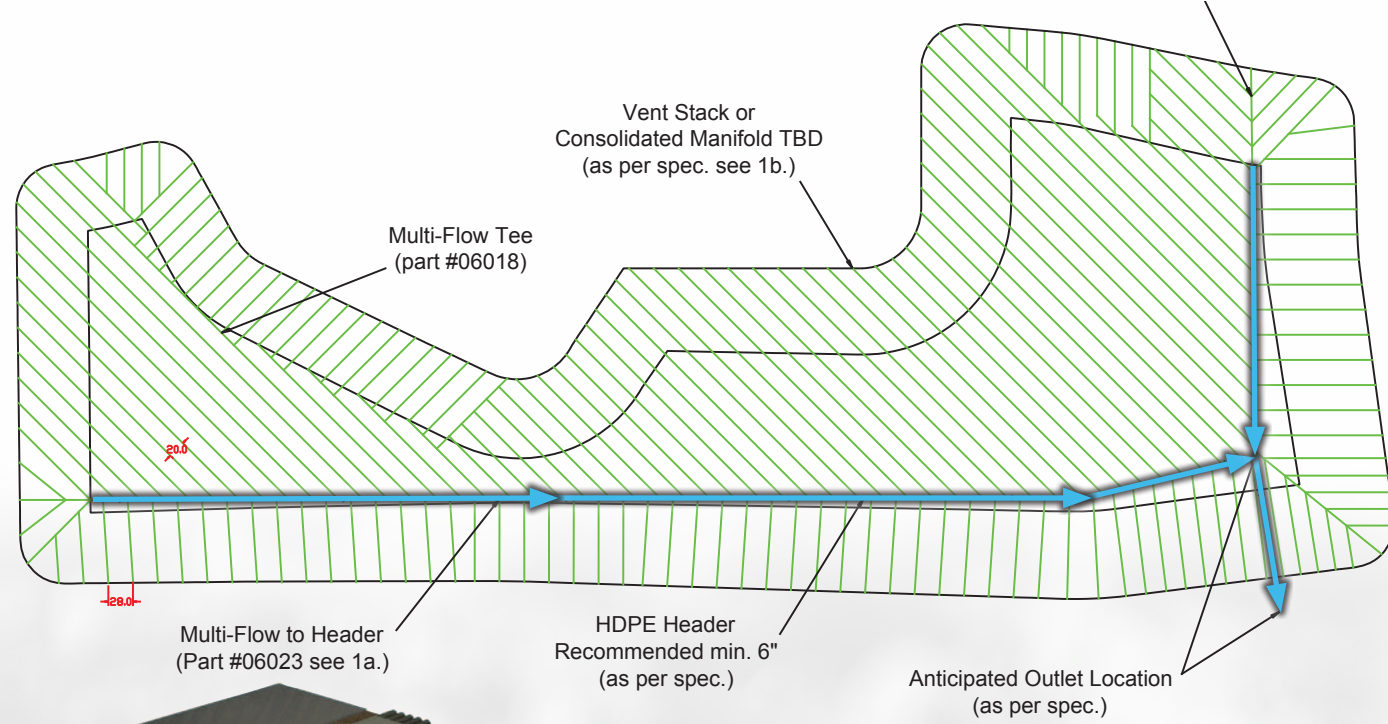 Vent Stack or
Consolidated Manifold TBD
(as per spec. see 1b.)
Multi-Flow Tee
(part #06018)
20.0
28.0
Multi-Flow to Header
(Part #06023 see 1a.)
HDPE Header
Recommended min. 6"
(as per spec.)
Anticipated Outlet Location
(as per spec.)